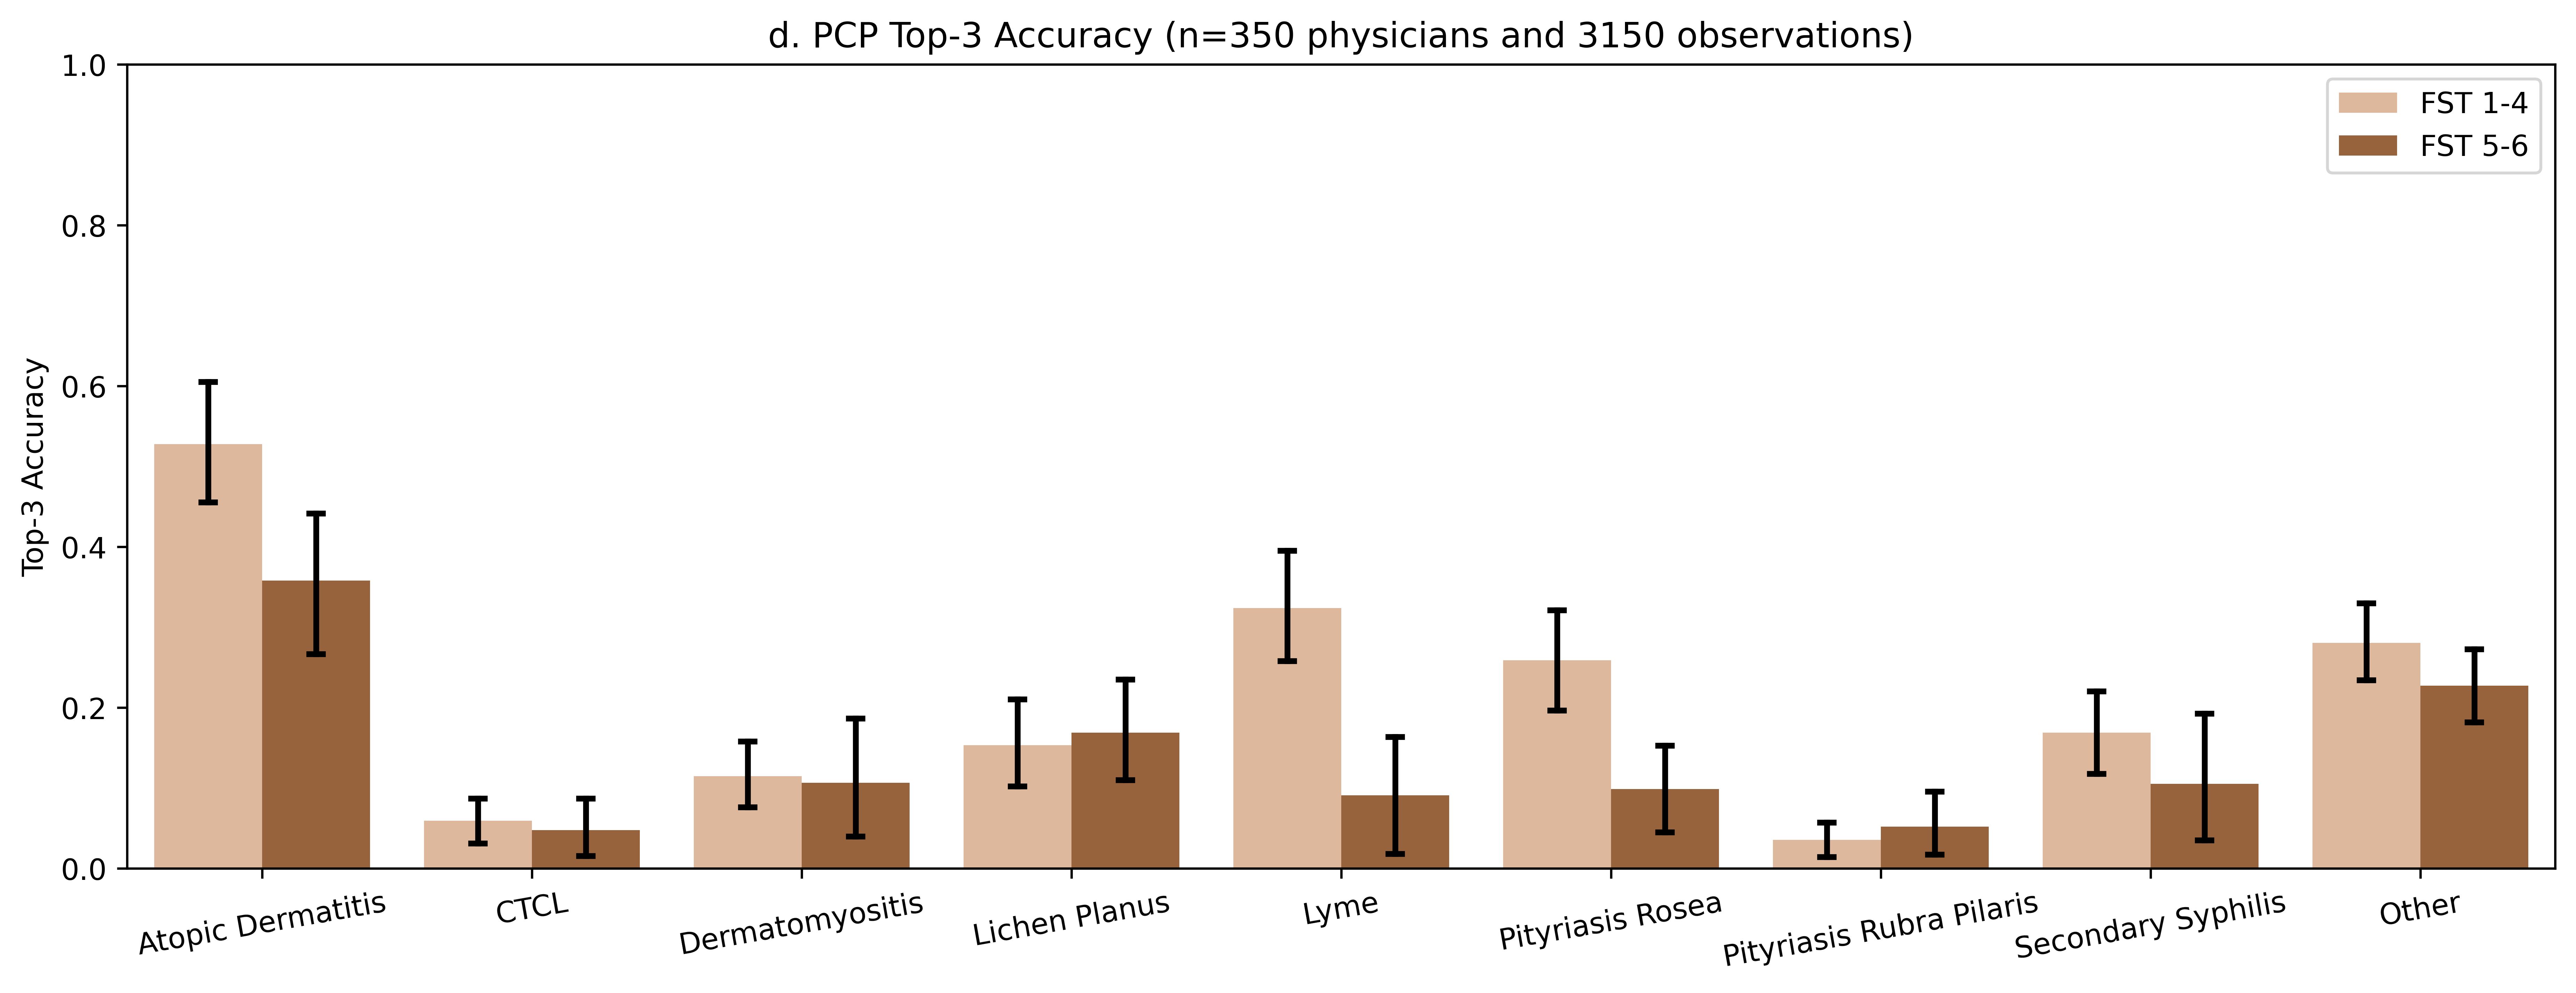 d. PCP Top-3 Accuracy (n=350 physicians and 3150 observations)
FST 1-4
FST 5-6
Top-3 Accuracy
1.0
0.8
0.6
0.4
0.2
0.0
Atopic Dermatitis
CTCL
Dermatomyositis
Lichen Planus
Lyme
Pityriasis Rosea
Pityriasis Rubra Pilaris
Secondary Syphilis
Other